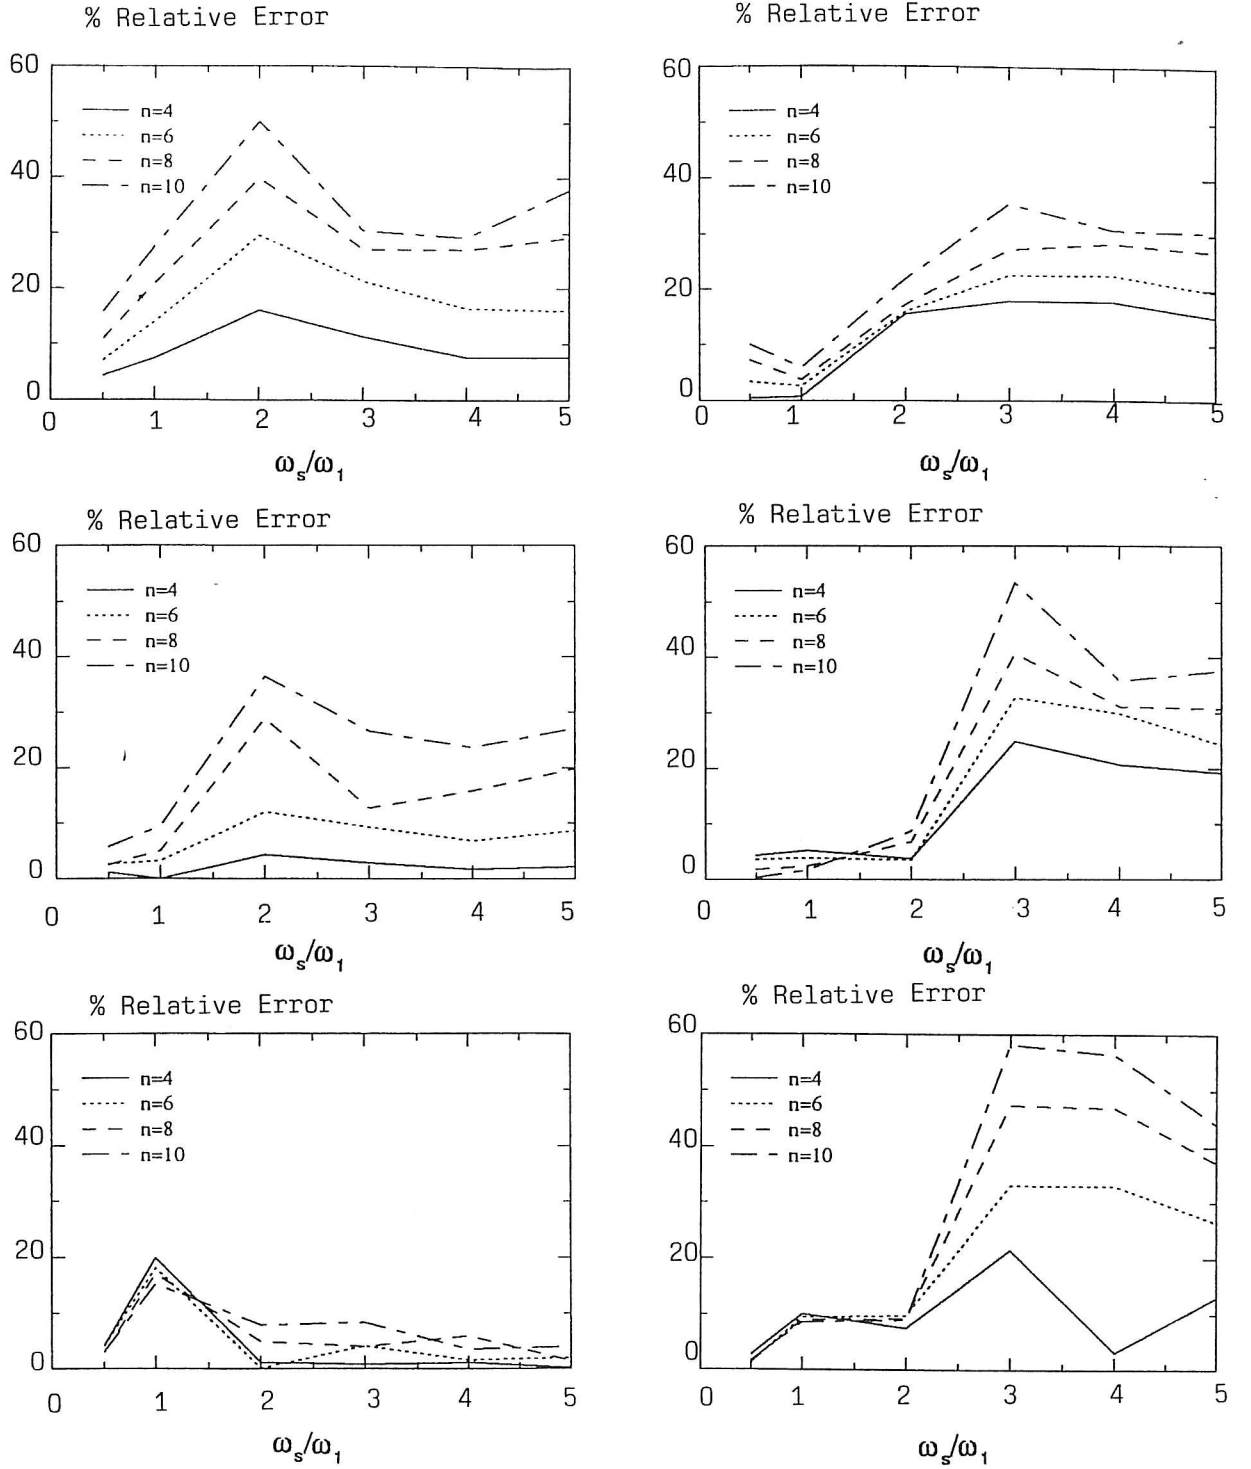 % Relative Error
60
40
20
0
n=4
n=6
n=8
n=10
0 1 2 3 4 5
ωs/ω1
% Relative Error
60
40
20
0
n=4
n=6
n=8
n=10
0 1 2 3 4 5
ωs/ω1
% Relative Error
60
40
20
0
n=4
n=6
n=8
n=10
0 1 2 3 4 5
ωs/ω1
% Relative Error
60
40
20
0
n=4
n=6
n=8
n=10
0 1 2 3 4 5
ωs/ω1
% Relative Error
60
40
20
0
n=4
n=6
n=8
n=10
0 1 2 3 4 5
ωs/ω1
% Relative Error
60
40
20
0
n=4
n=6
n=8
n=10
0 1 2 3 4 5
ωs/ω1